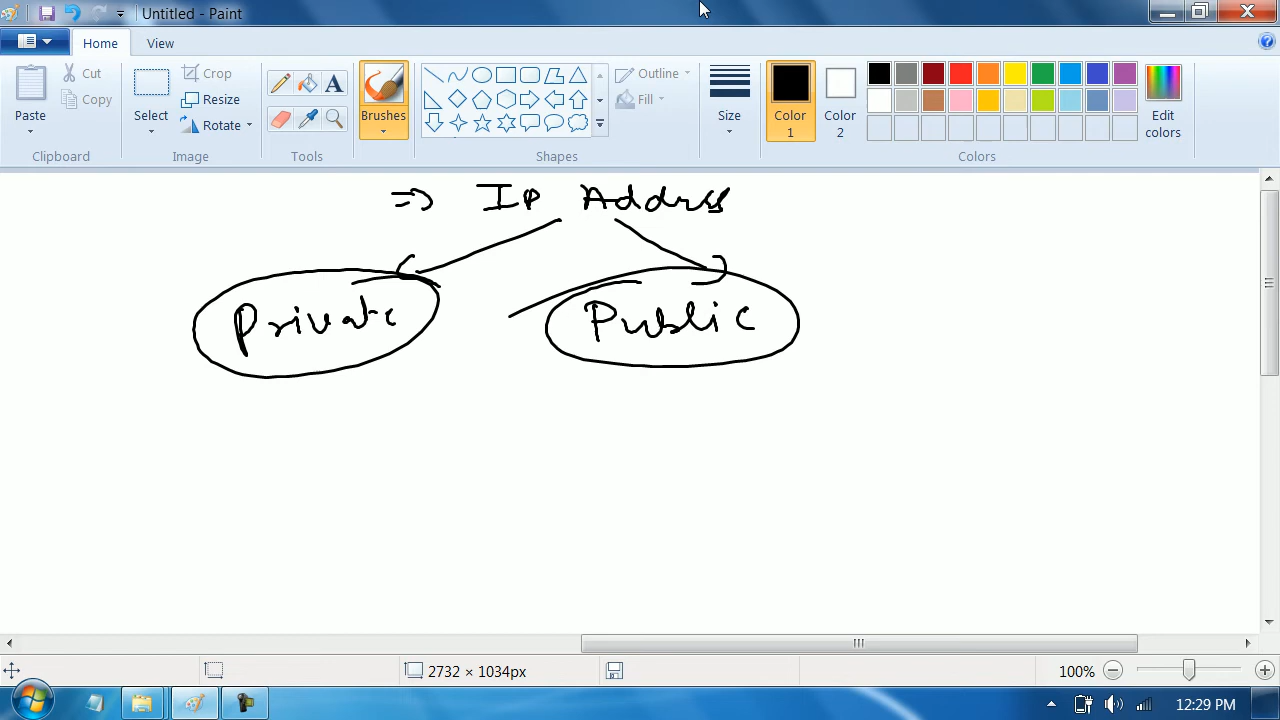 Untitled - Paint
Home View
Cut
Copy
Paste
Clipboard
Select
Crop
Resize
Rotate
Image
Tools
Brushes
Outline
Fill
Shapes
Size
Color 1
Color 2
Edit colors
Colors
=> IP Address
Private Public
2732 × 1034px
100%
12:29 PM